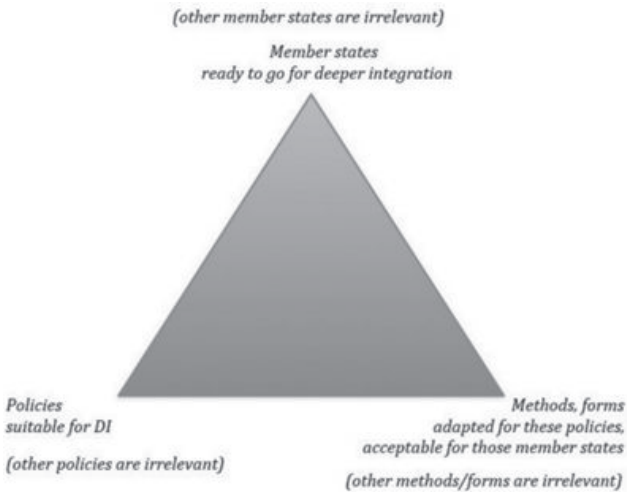 (other member states are irrelevant)
Member states
ready to go for deeper integration
Policies
suitable for DI
(other policies are irrelevant)
Methods, forms
adapted for these policies,
acceptable for those member states
(other methods/forms are irrelevant)